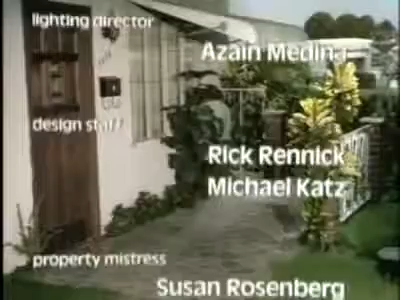 lighting director
Azain Medina
design staff
Rick Rennick
Michael Katz
property mistress
Susan Rosenberg